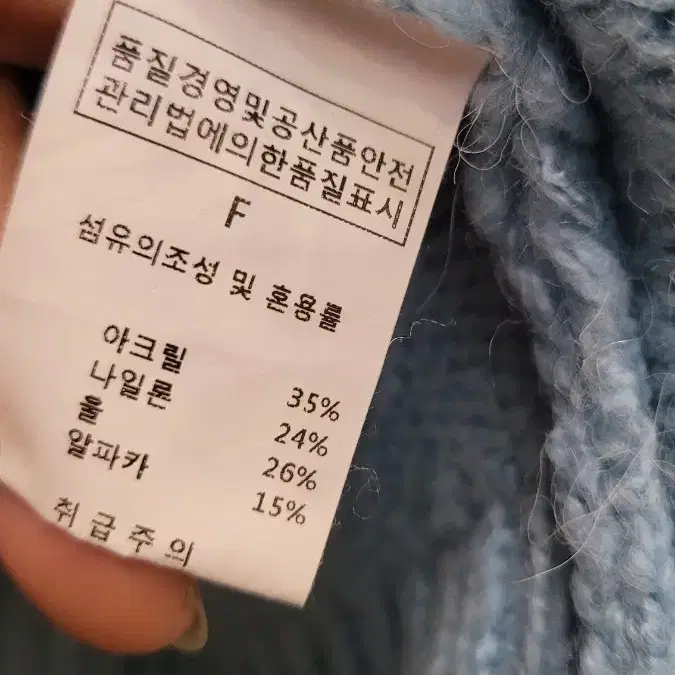 품질경영및공산품안전
관리법에의한품질표시
F
섬유의조성 및 혼용률
아크릴 35%
나일론 24%
울 26%
알파카 15%
취급주의